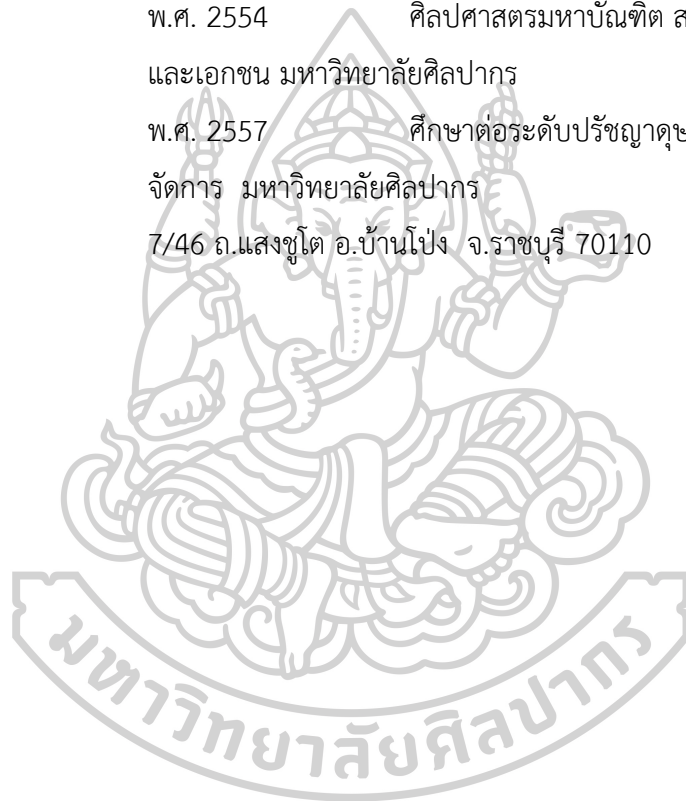 พ.ศ. 2554 ศิลปศาสตรมหาบัณฑิต
และเอกชน มหาวิทยาลัยศิลปากร
พ.ศ. 2557 ศึกษาต่อระดับปรัชญาดุษ
จัดการ มหาวิทยาลัยศิลปากร
7/46 ถ.แสงชูโต อ.บ้านโป่ง จ.ราชบุรี 70110
มหาวิทยาลัยศิลปากร